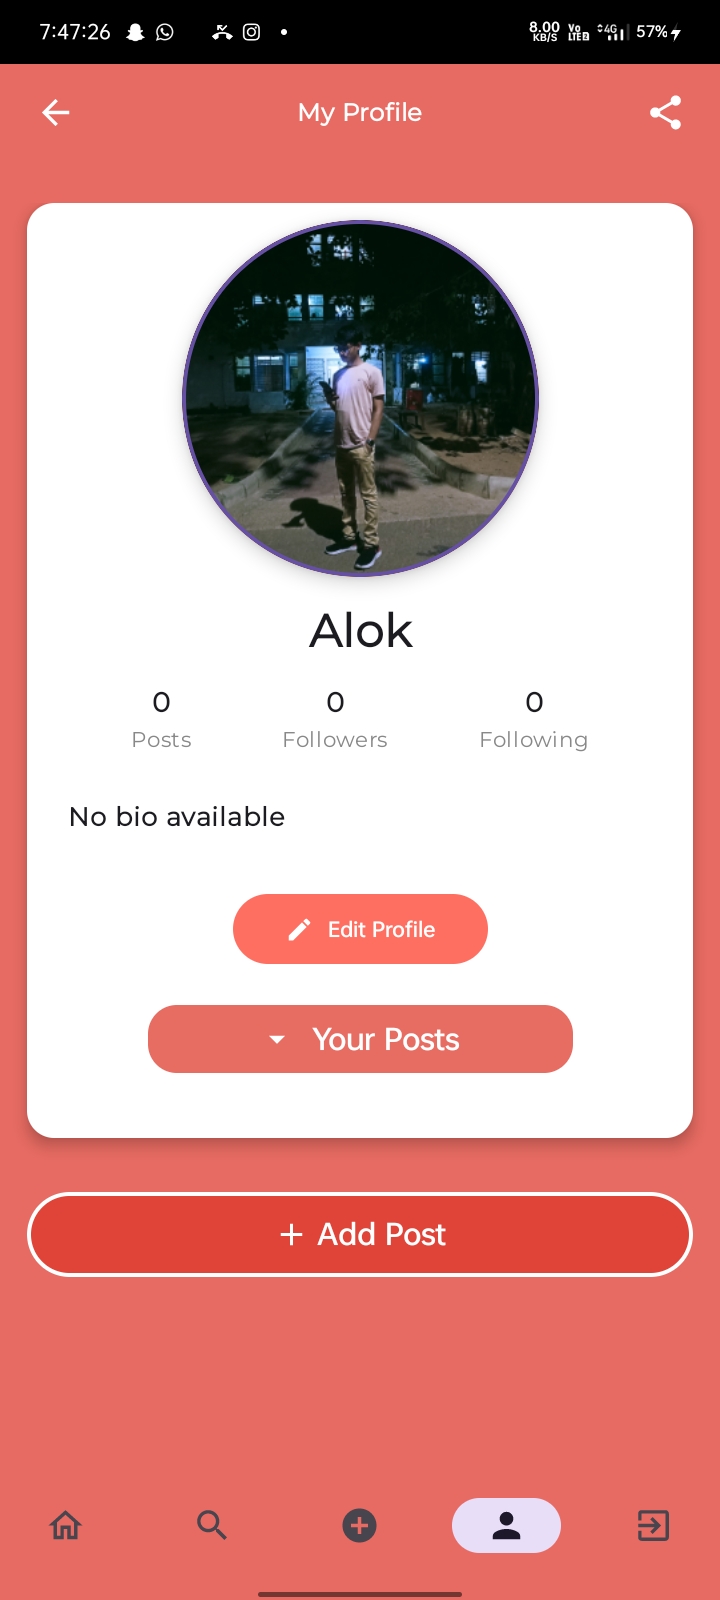 7:47:26 8.00 KB/S Vo LTE2 4G 57%
My Profile
Alok
0 0 0
Posts Followers Following
No bio available
Edit Profile
Your Posts
+ Add Post